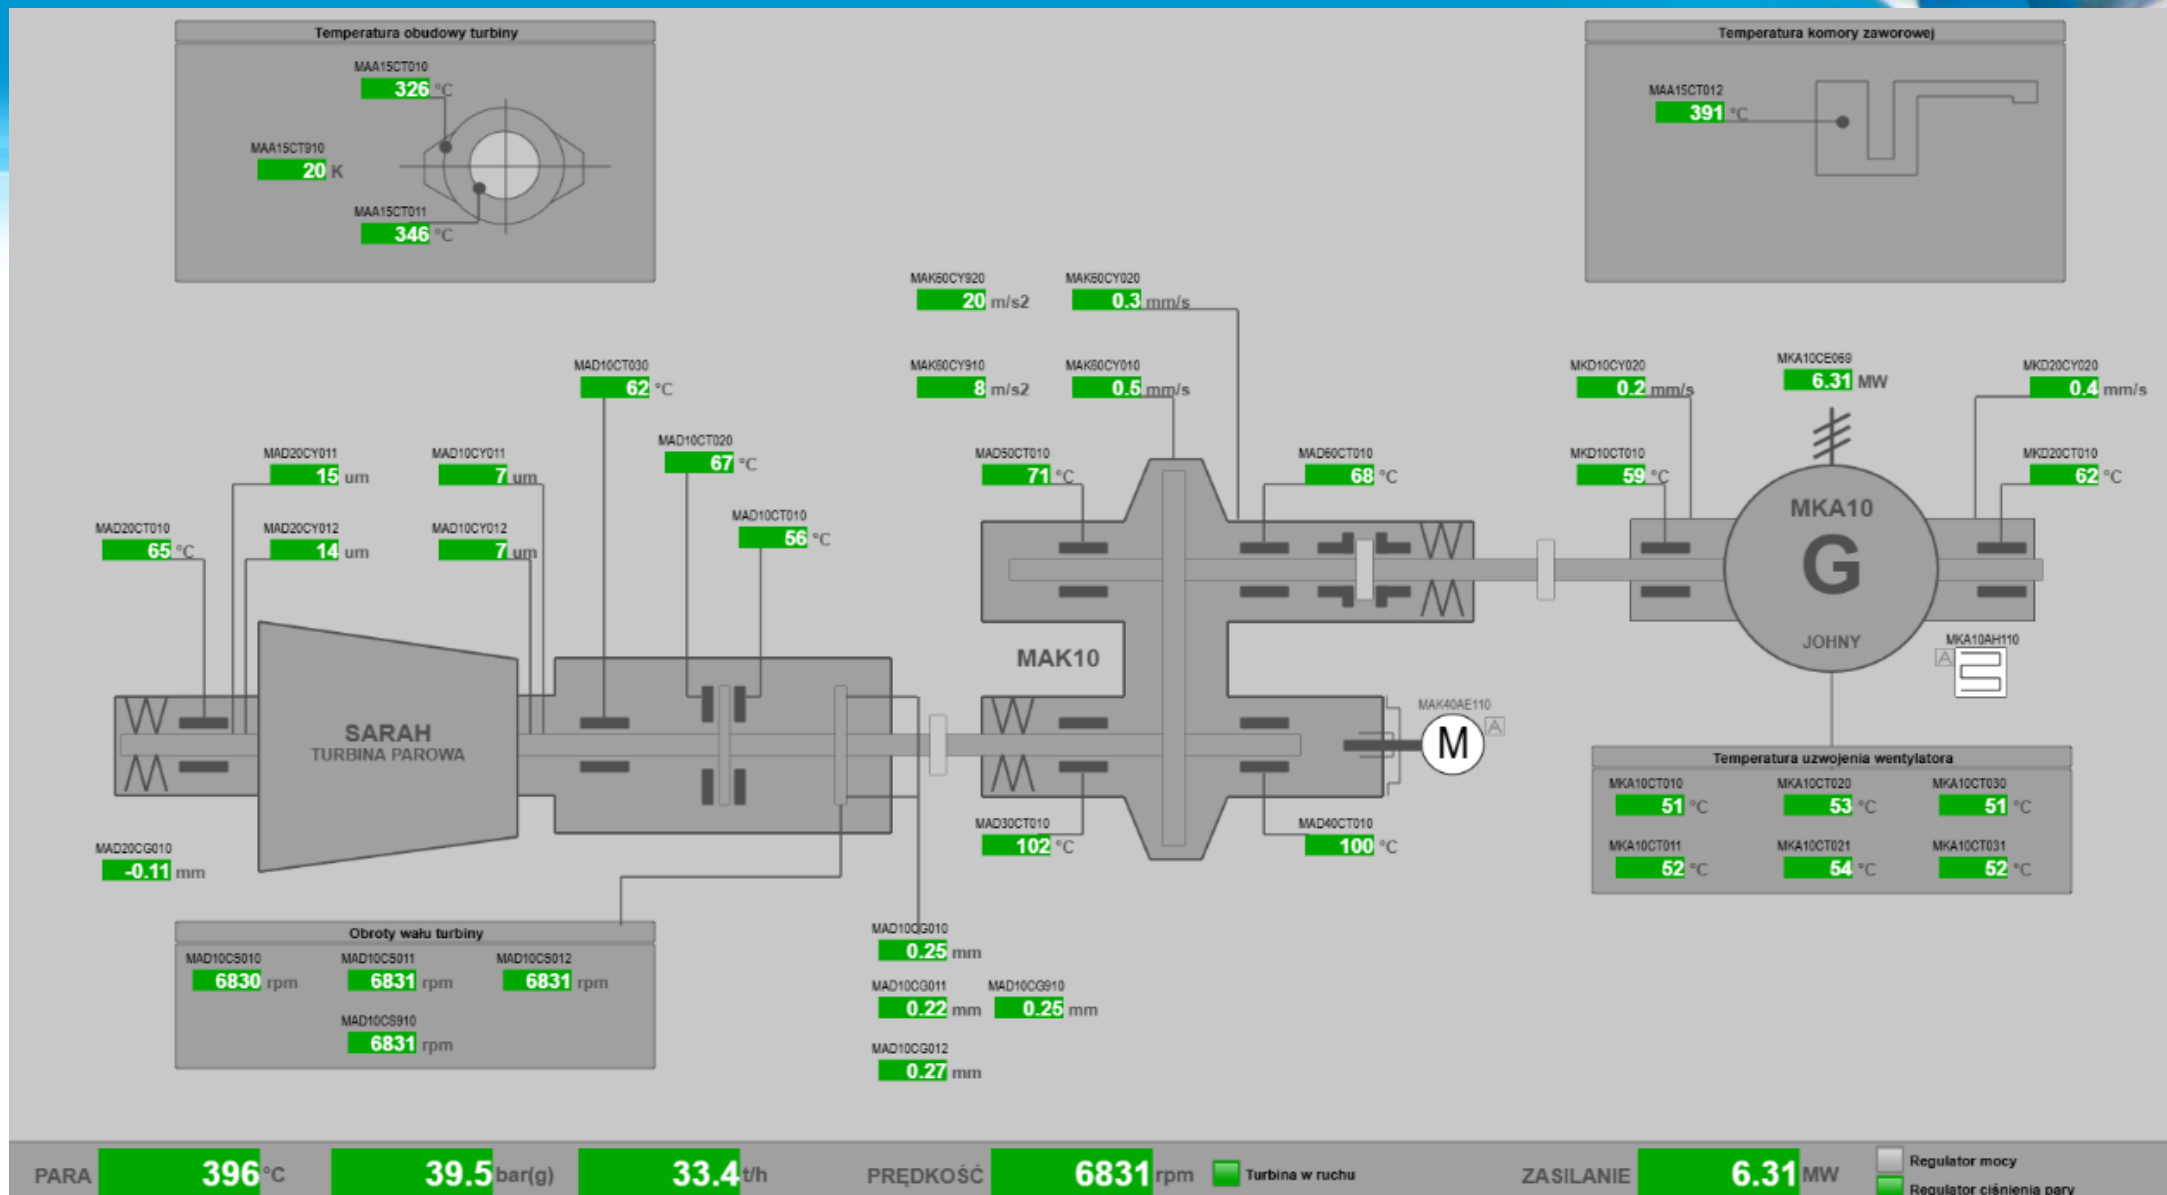 Temperatura obudowy turbiny
MAA15CT010
326 °C
MAA15CT910
20 K
MAA15CT011
346 °C
Temperatura komory zaworowej
MAA15CT012
391 °C
MAK60CY920
20 m/s2
MAK60CY020
0.3 mm/s
MAK60CY910
8 m/s2
MAK60CY010
0.5 mm/s
MAD10CT030
62 °C
MAD10CT020
67 °C
MAD10CT010
56 °C
MAD20CY011
15 um
MAD10CY011
7 um
MAD20CT010
65 °C
MAD20CY012
14 um
MAD10CY012
7 um
MAD50CT010
71 °C
MAD60CT010
68 °C
MKD10CY020
0.2 mm/s
MKA10CE069
6.31 MW
MKD20CY020
0.4 mm/s
MKD10CT010
59 °C
MKD20CT010
62 °C
MKA10
G
JOHNY
MKA10AH110
A
MAK10
SARAH
TURBINA PAROWA
MAK40AE110
M
A
MAD20CG010
-0.11 mm
MAD30CT010
102 °C
MAD40CT010
100 °C
Temperatura uzwojenia wentylatora
MKA10CT010 MKA10CT020 MKA10CT030
51 °C 53 °C 51 °C
MKA10CT011 MKA10CT021 MKA10CT031
52 °C 54 °C 52 °C
Obroty wału turbiny
MAD10CS010 MAD10CS011 MAD10CS012
6830 rpm 6831 rpm 6831 rpm
MAD10CS910
6831 rpm
MAD10CG010
0.25 mm
MAD10CG011 MAD10CG910
0.22 mm 0.25 mm
MAD10CG012
0.27 mm
PARA 396 °C 39.5 bar(g) 33.4 t/h PRĘDKOŚĆ 6831 rpm Turbina w ruchu ZASILANIE 6.31 MW
Regulator mocy
Regulator ciśnienia pary